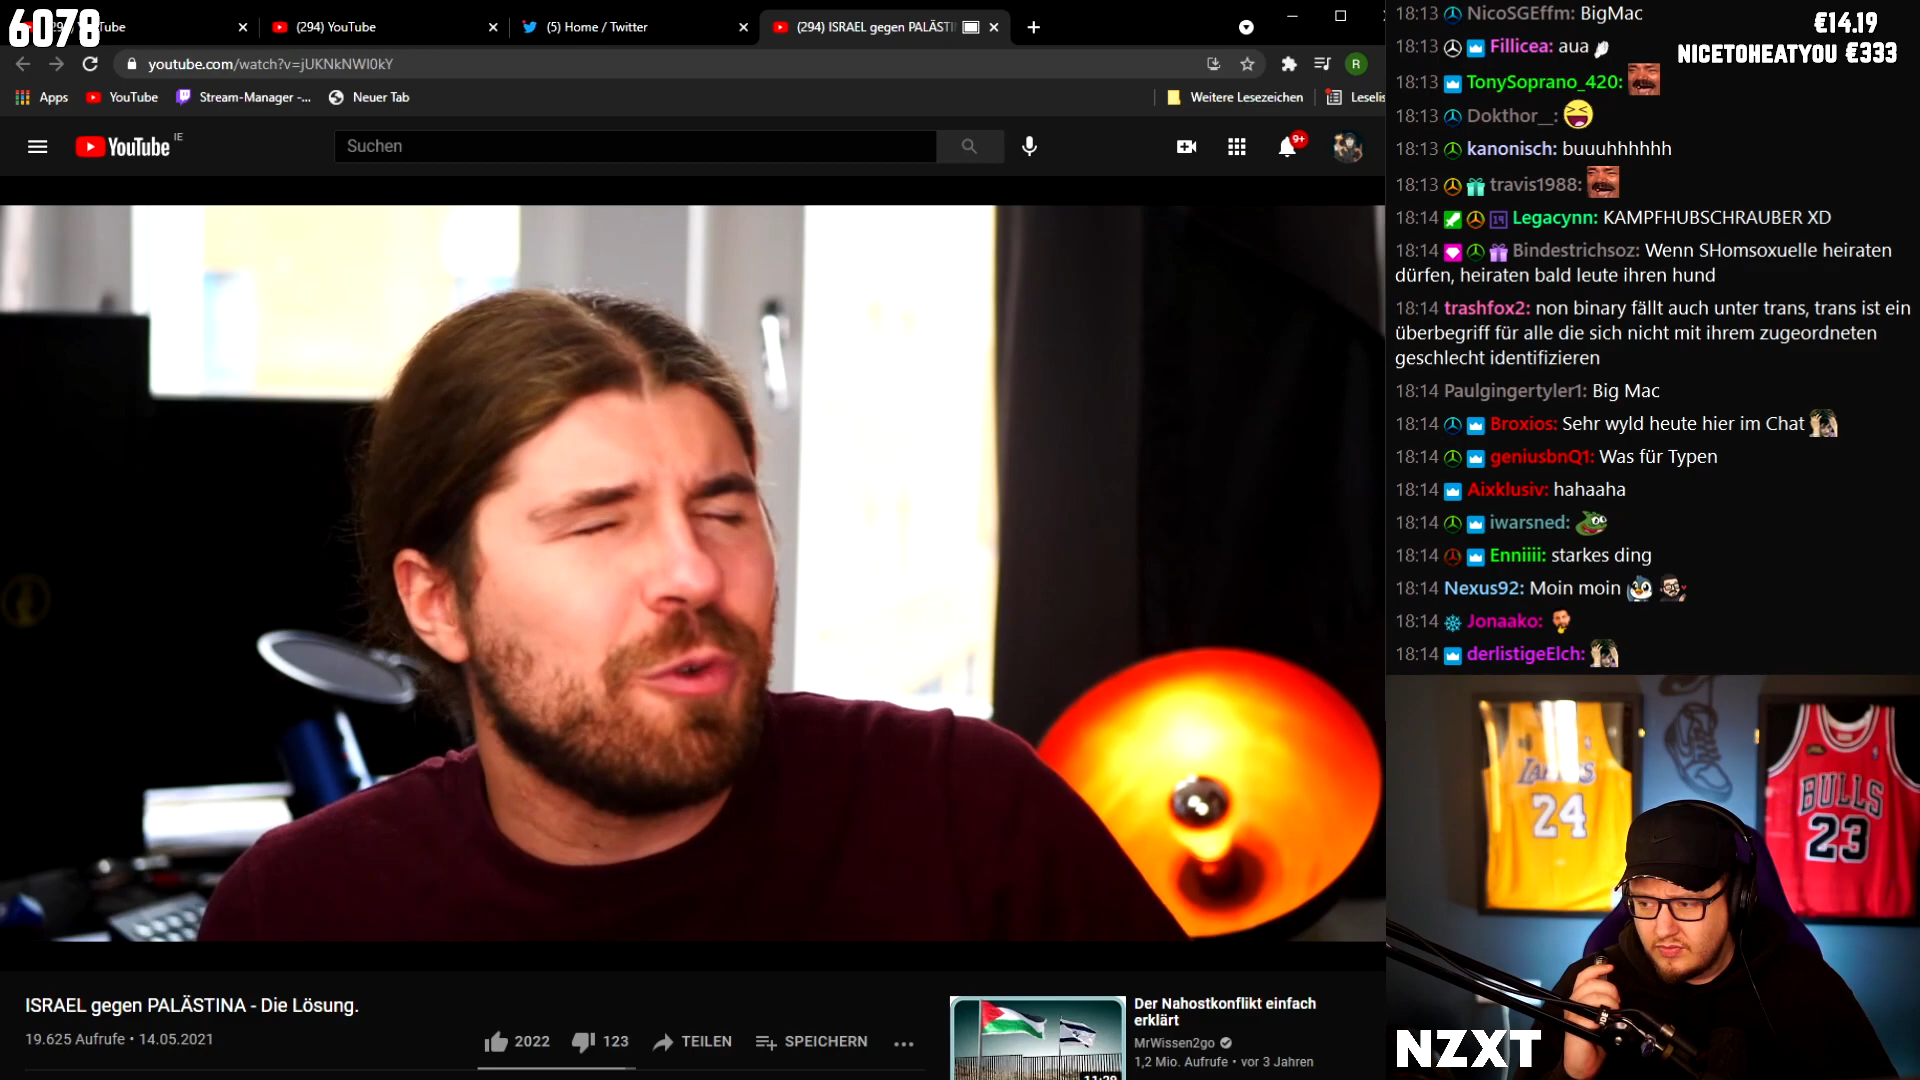 6078
Tube
(294) YouTube
(5) Home / Twitter
(294) ISRAEL gegen PALÄSTI
youtube.com/watch?v=jUKNkNWI0kY
Apps
YouTube
Stream-Manager -...
Neuer Tab
Weitere Lesezeichen
Leselis
YouTube IE
Suchen
9+
R
24
BULLS
23
NZXT
ISRAEL gegen PALÄSTINA - Die Lösung.
19.625 Aufrufe • 14.05.2021
2022
123
TEILEN
SPEICHERN
Der Nahostkonflikt einfach
erklärt
MrWissen2go
1,2 Mio. Aufrufe • vor 3 Jahren
€14.19
NICETOHEATYOU €333
18:13 NicoSGEffm: BigMac
18:13 Fillicea: aua
18:13 TonySoprano_420:
18:13 Dokthor__:
18:13 kanonisch: buuuhhhhhh
18:13 travis1988:
18:14 Legacynn: KAMPFHUBSCHRAUBER XD
18:14 Bindestrichsoz: Wenn SHomsoxuelle heiraten
dürfen, heiraten bald leute ihren hund
18:14 trashfox2: non binary fällt auch unter trans, trans ist ein
überbegriff für alle die sich nicht mit ihrem zugeordneten
geschlecht identifizieren
18:14 Paulgingertyler1: Big Mac
18:14 Broxios: Sehr wyld heute hier im Chat
18:14 geniusbnQ1: Was für Typen
18:14 Aixklusiv: hahaaha
18:14 iwarsned:
18:14 Enniiii: starkes ding
18:14 Nexus92: Moin moin
18:14 Jonaako:
18:14 derlistigeElch: